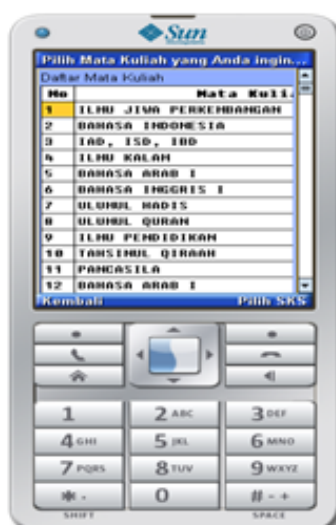 Sun
Pilih Mata Kuliah yang Anda ingin...
Daftar Mata Kuliah
No Mata Kuli
1 ILMU JIWA PERKEMBANGAN
2 BAHASA INDONESIA
3 IAD, ISD, IBD
4 ILMU KALAM
5 BAHASA ARAB I
6 BAHASA INGGRIS I
7 ULUMUL HADIS
8 ULUMUL QURAN
9 ILMU PENDIDIKAN
10 TAHSINUL QIRAAH
11 PANCASILA
12 BAHASA ARAB I
Kembali Pilih SKS
1 2 ABC 3 DEF
4 GHI 5 JKL 6 MNO
7 PQRS 8 TUV 9 WXYZ
* . 0 # - +
SHIFT SPACE